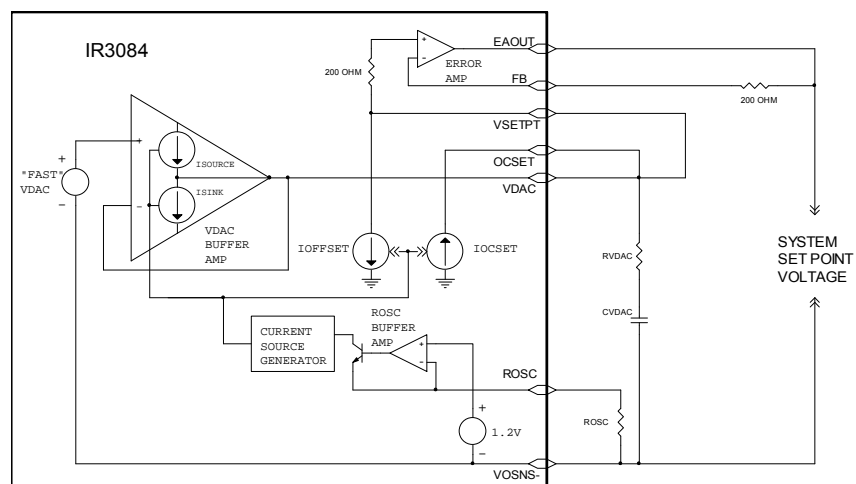 IR3084
EAOUT
200 OHM
ERROR
AMP
FB
200 OHM
VSETPT
OCSET
VDAC
"FAST"
VDAC
ISOURCE
ISINK
VDAC
BUFFER
AMP
IOFFSET
IOCSET
RVDAC
CVDAC
SYSTEM
SET POINT
VOLTAGE
ROSC
BUFFER
AMP
CURRENT
SOURCE
GENERATOR
ROSC
ROSC
1.2V
VOSNS-